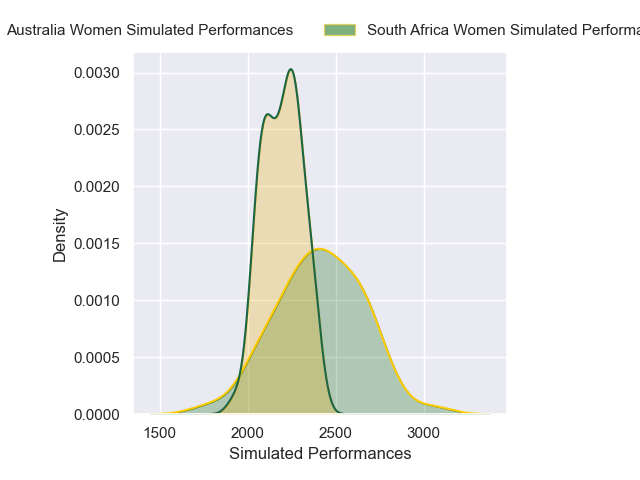 Australia Women Simulated Performances
South Africa Women Simulated Performa
0.0030
0.0025
0.0020
0.0015
0.0010
0.0005
0.0000
Density
1500 2000 2500 3000
Simulated Performances